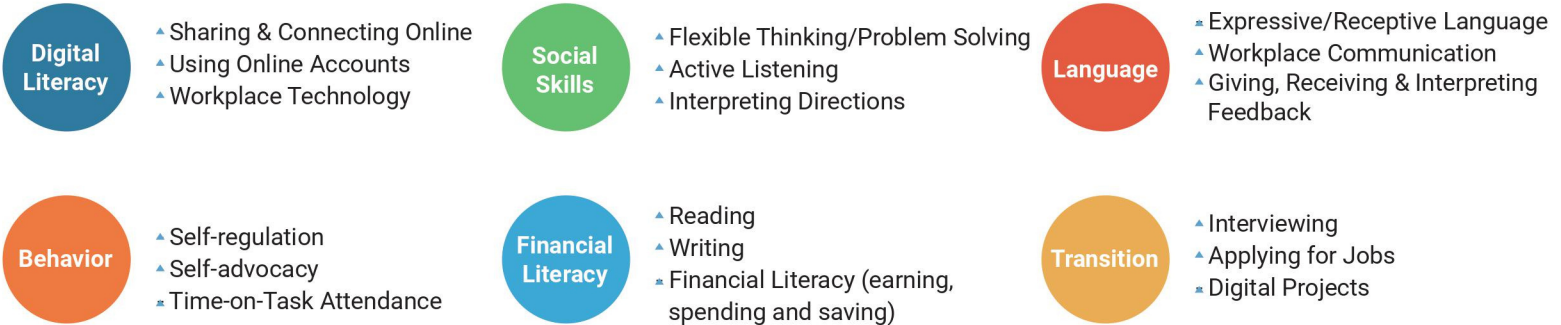 Digital
Literacy
Sharing & Connecting Online
Using Online Accounts
Workplace Technology
Social
Skills
Flexible Thinking/Problem Solving
Active Listening
Interpreting Directions
Language
Expressive/Receptive Language
Workplace Communication
Giving, Receiving & Interpreting
Feedback
Behavior
Self-regulation
Self-advocacy
Time-on-Task Attendance
Financial
Literacy
Reading
Writing
Financial Literacy (earning,
spending and saving)
Transition
Interviewing
Applying for Jobs
Digital Projects